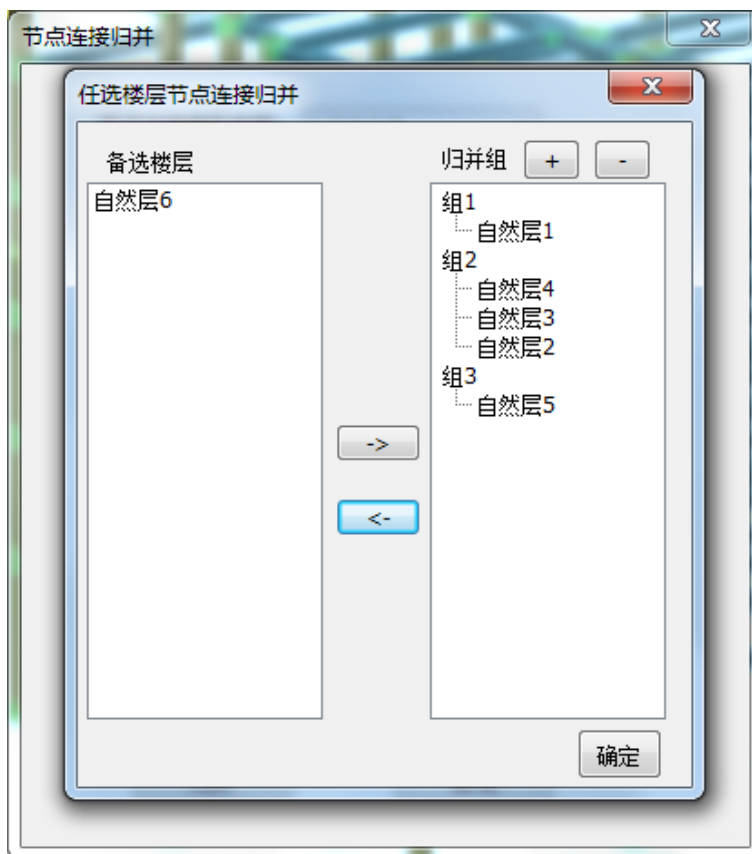 节点连接归并
任选楼层节点连接归并
备选楼层
自然层6
->
<-
归并组 + -
组1
自然层1
组2
自然层4
自然层3
自然层2
组3
自然层5
确定